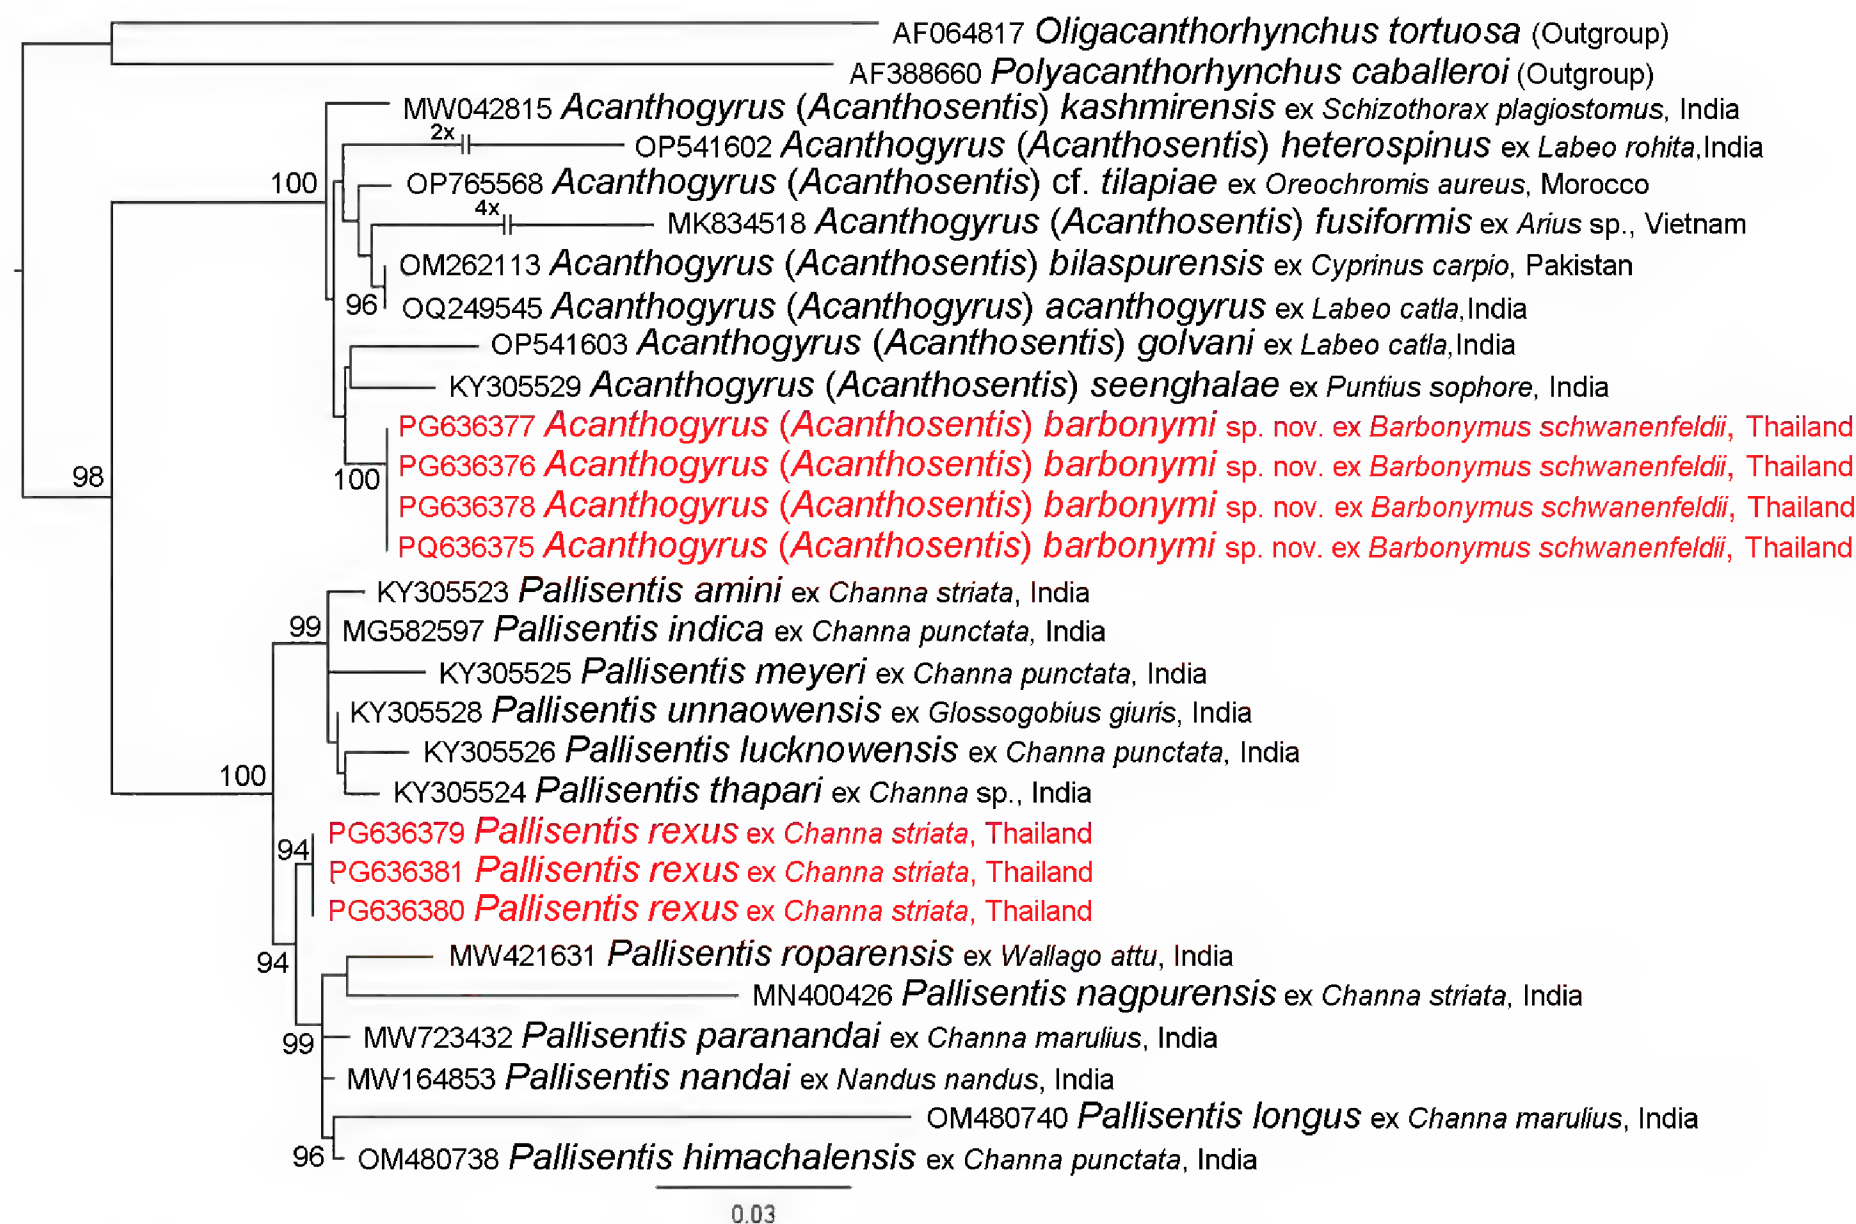 AF064817 Oligacanthorhynchus tortuosa (Outgroup)
AF388660 Polyacanthorhynchus caballeroi (Outgroup)
MW042815 Acanthogyrus (Acanthosentis) kashmirensis ex Schizothorax plagiostomus, India
2x
OP541602 Acanthogyrus (Acanthosentis) heterospinus ex Labeo rohita,India
100
OP765568 Acanthogyrus (Acanthosentis) cf. tilapiae ex Oreochromis aureus, Morocco
4x
MK834518 Acanthogyrus (Acanthosentis) fusiformis ex Arius sp., Vietnam
OM262113 Acanthogyrus (Acanthosentis) bilaspurensis ex Cyprinus carpio, Pakistan
96
OQ249545 Acanthogyrus (Acanthogyrus) acanthogyrus ex Labeo catla,India
OP541603 Acanthogyrus (Acanthosentis) golvani ex Labeo catla,India
KY305529 Acanthogyrus (Acanthosentis) seenghalae ex Puntius sophore, India
PG636377 Acanthogyrus (Acanthosentis) barbonymi sp. nov. ex Barbonymus schwanenfeldii, Thailand
PG636376 Acanthogyrus (Acanthosentis) barbonymi sp. nov. ex Barbonymus schwanenfeldii, Thailand
98
100
PG636378 Acanthogyrus (Acanthosentis) barbonymi sp. nov. ex Barbonymus schwanenfeldii, Thailand
PQ636375 Acanthogyrus (Acanthosentis) barbonymi sp. nov. ex Barbonymus schwanenfeldii, Thailand
KY305523 Pallisentis amini ex Channa striata, India
99
MG582597 Pallisentis indica ex Channa punctata, India
KY305525 Pallisentis meyeri ex Channa punctata, India
KY305528 Pallisentis unnaowensis ex Glossogobius giuris, India
KY305526 Pallisentis lucknowensis ex Channa punctata, India
100
KY305524 Pallisentis thapari ex Channa sp., India
PG636379 Pallisentis rexus ex Channa striata, Thailand
94
PG636381 Pallisentis rexus ex Channa striata, Thailand
PG636380 Pallisentis rexus ex Channa striata, Thailand
MW421631 Pallisentis roparensis ex Wallago attu, India
94
MN400426 Pallisentis nagpurensis ex Channa striata, India
MW723432 Pallisentis paranandai ex Channa marulius, India
99
MW164853 Pallisentis nandai ex Nandus nandus, India
OM480740 Pallisentis longus ex Channa marulius, India
96
OM480738 Pallisentis himachalensis ex Channa punctata, India
0.03